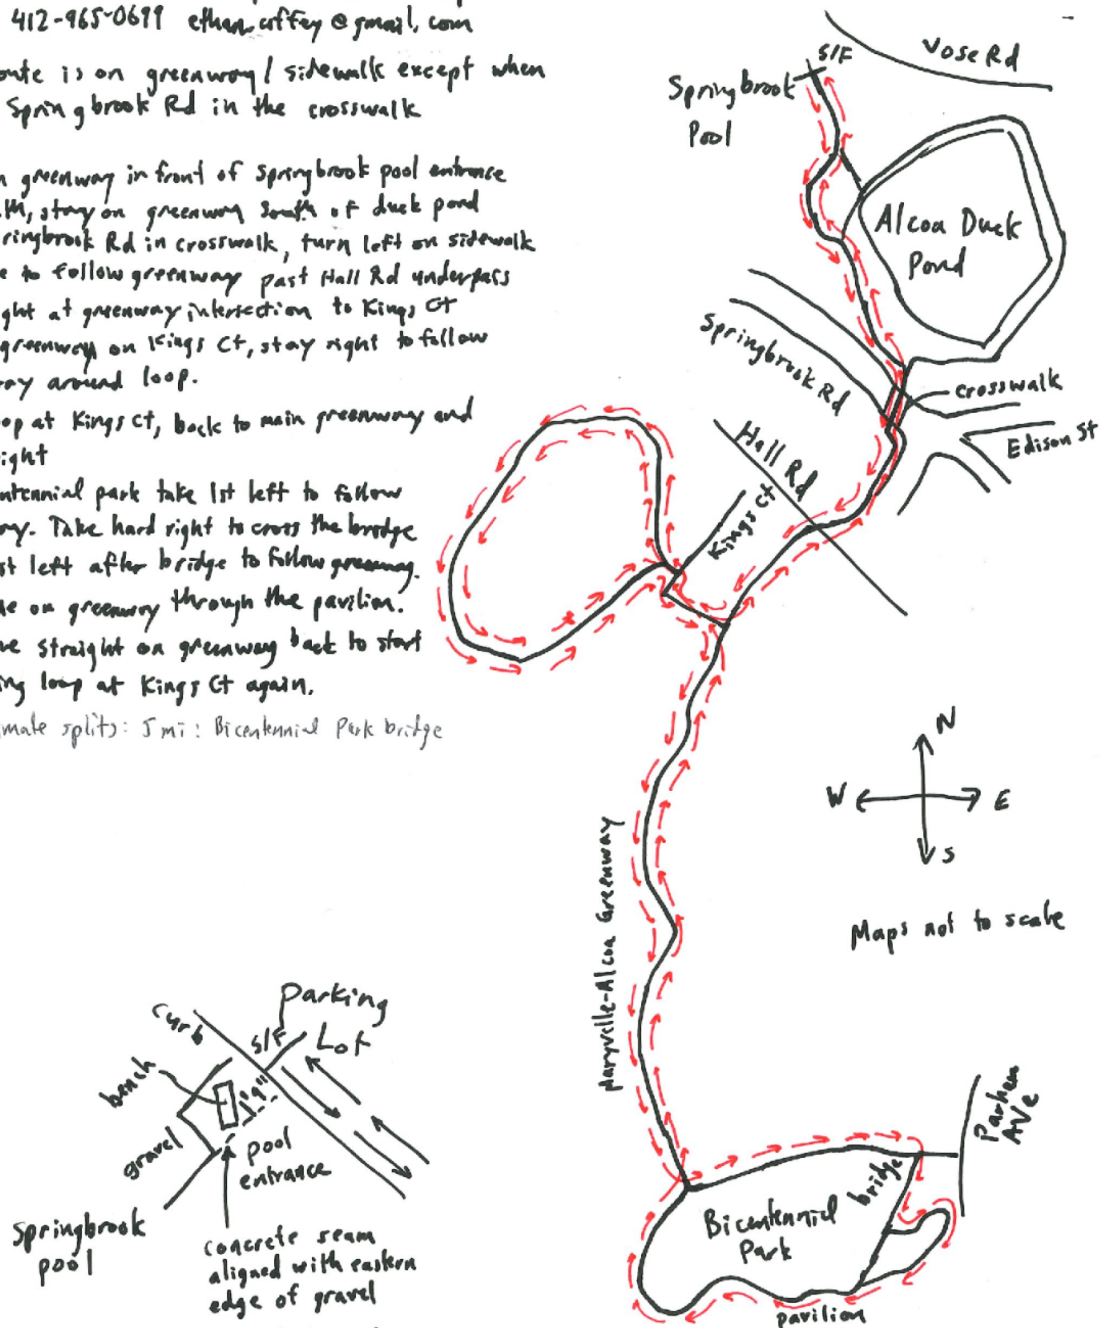 412-965-0699 ethan.coffey@gmail.com
oute is on greenway / sidewalk except when
Springbrook Rd in the crosswalk
n greenway in front of Springbrook pool entrance
stay on greenway South of duck pond
ringbrook Rd in crosswalk, turn left on sidewalk
e to follow greenway past Hall Rd underpass
ght at greenway intersection to Kings Ct
greenway on Kings Ct, stay right to follow
ay around loop.
op at Kings Ct, back to main greenway and
ight
ntennial park take 1st left to follow
ay. Take hard right to cross the bridge
st left after bridge to follow greenway.
ue on greenway through the pavilion.
ue straight on greenway back to start
ing loop at Kings Ct again.
mate splits: 5 mi: Bicentennial Park bridge
S/F
Vose Rd
Springbrook
Pool
Alcoa Duck
Pond
Springbrook Rd
crosswalk
Edison St
Hall Rd
Kings Ct
N
W
E
S
Maps not to scale
Maryville-Alcoa Greenway
Parham
Ave
bridge
Bicentennial
Park
pavilion
curb
S/F
Parking
Lot
bench
gravel
pool
entrance
Springbrook
pool
concrete seam
aligned with eastern
edge of gravel